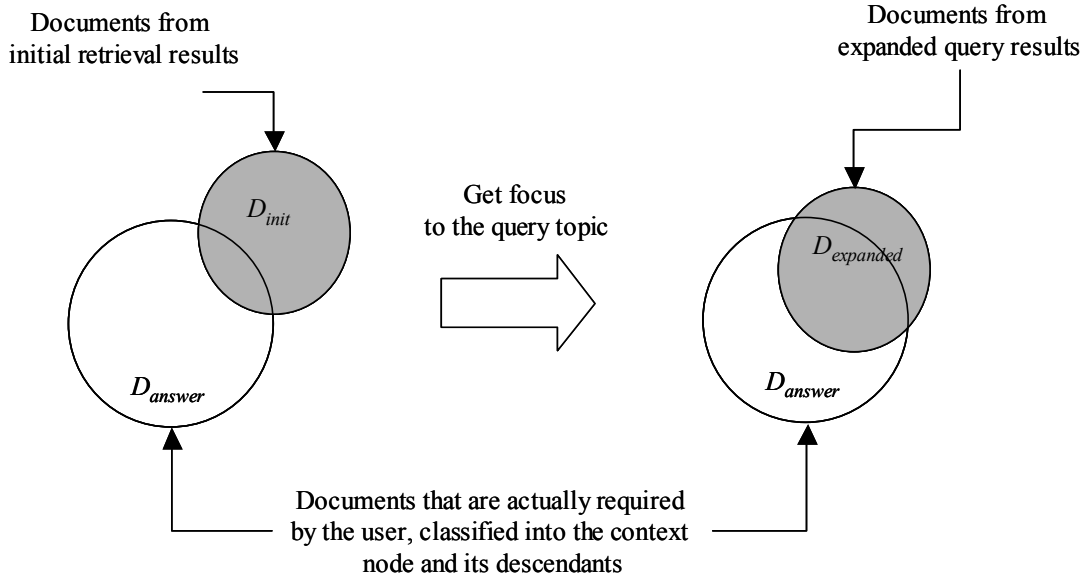 Documents from
initial retrieval results
Documents from
expanded query results
D_init
Get focus
to the query topic
D_expanded
D_answer
D_answer
Documents that are actually required
by the user, classified into the context
node and its descendants